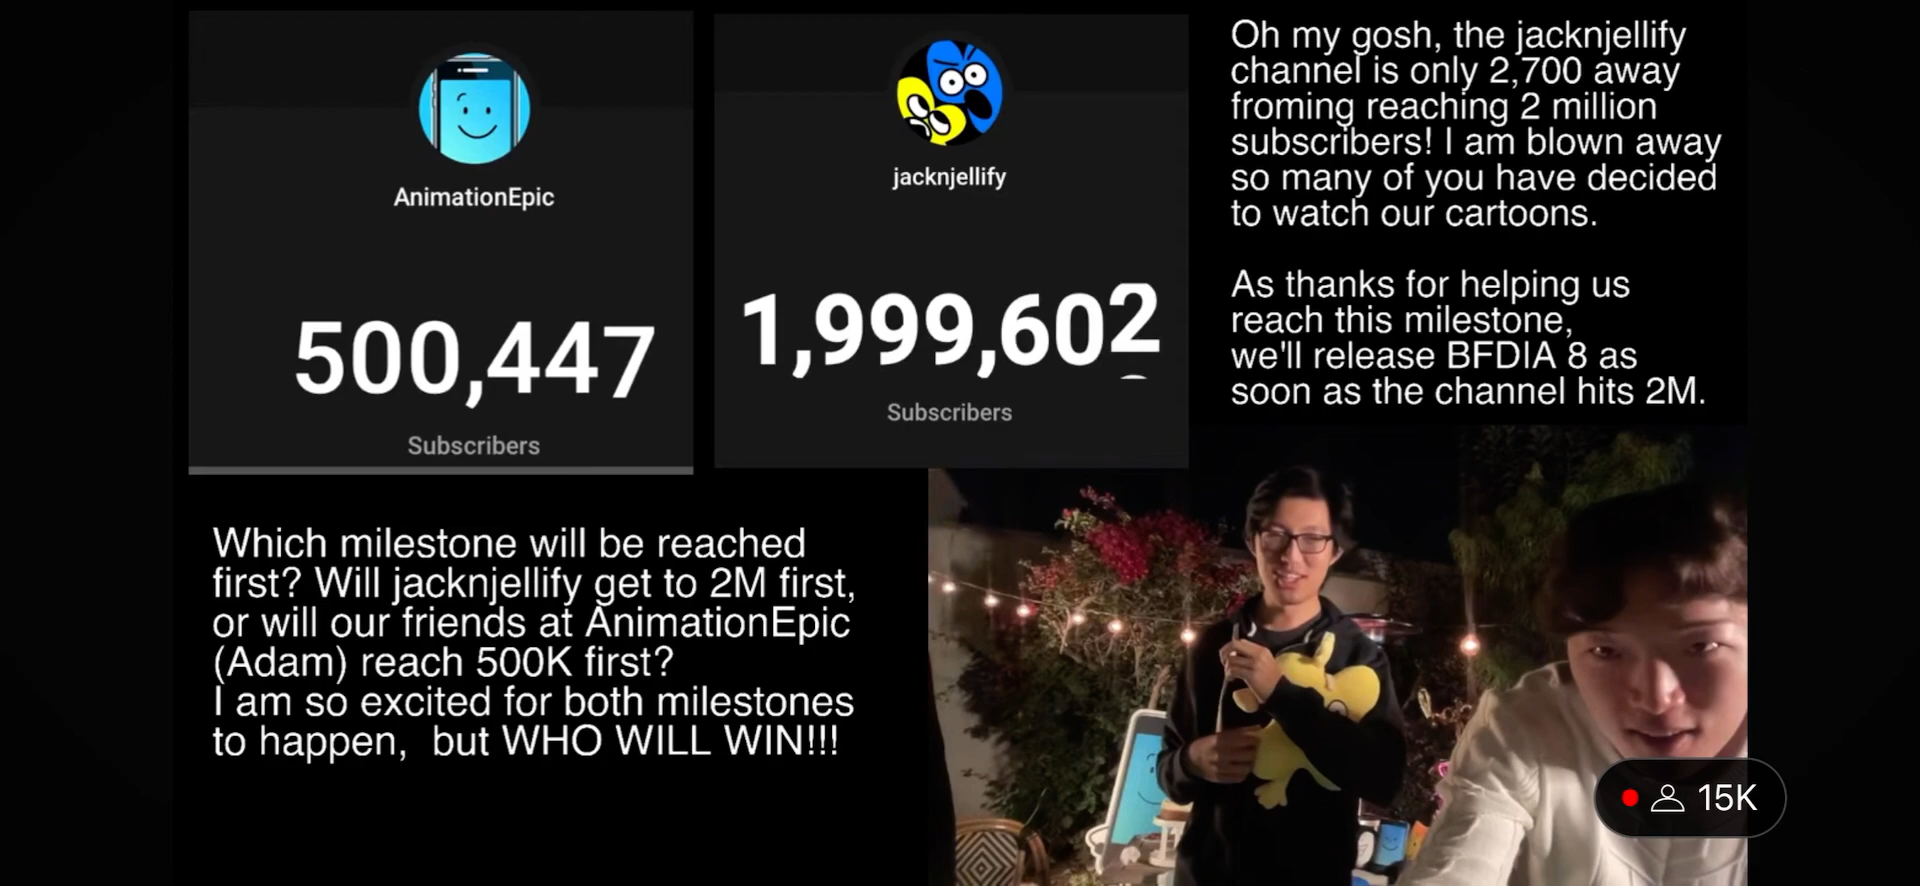 AnimationEpic
500,447
Subscribers
jacknjellify
1,999,602
Subscribers
Oh my gosh, the jacknjellify
channel is only 2,700 away
froming reaching 2 million
subscribers! I am blown away
so many of you have decided
to watch our cartoons.
As thanks for helping us
reach this milestone,
we'll release BFDIA 8 as
soon as the channel hits 2M.
Which milestone will be reached
first? Will jacknjellify get to 2M first,
or will our friends at AnimationEpic
(Adam) reach 500K first?
I am so excited for both milestones
to happen,  but WHO WILL WIN!!!
15K